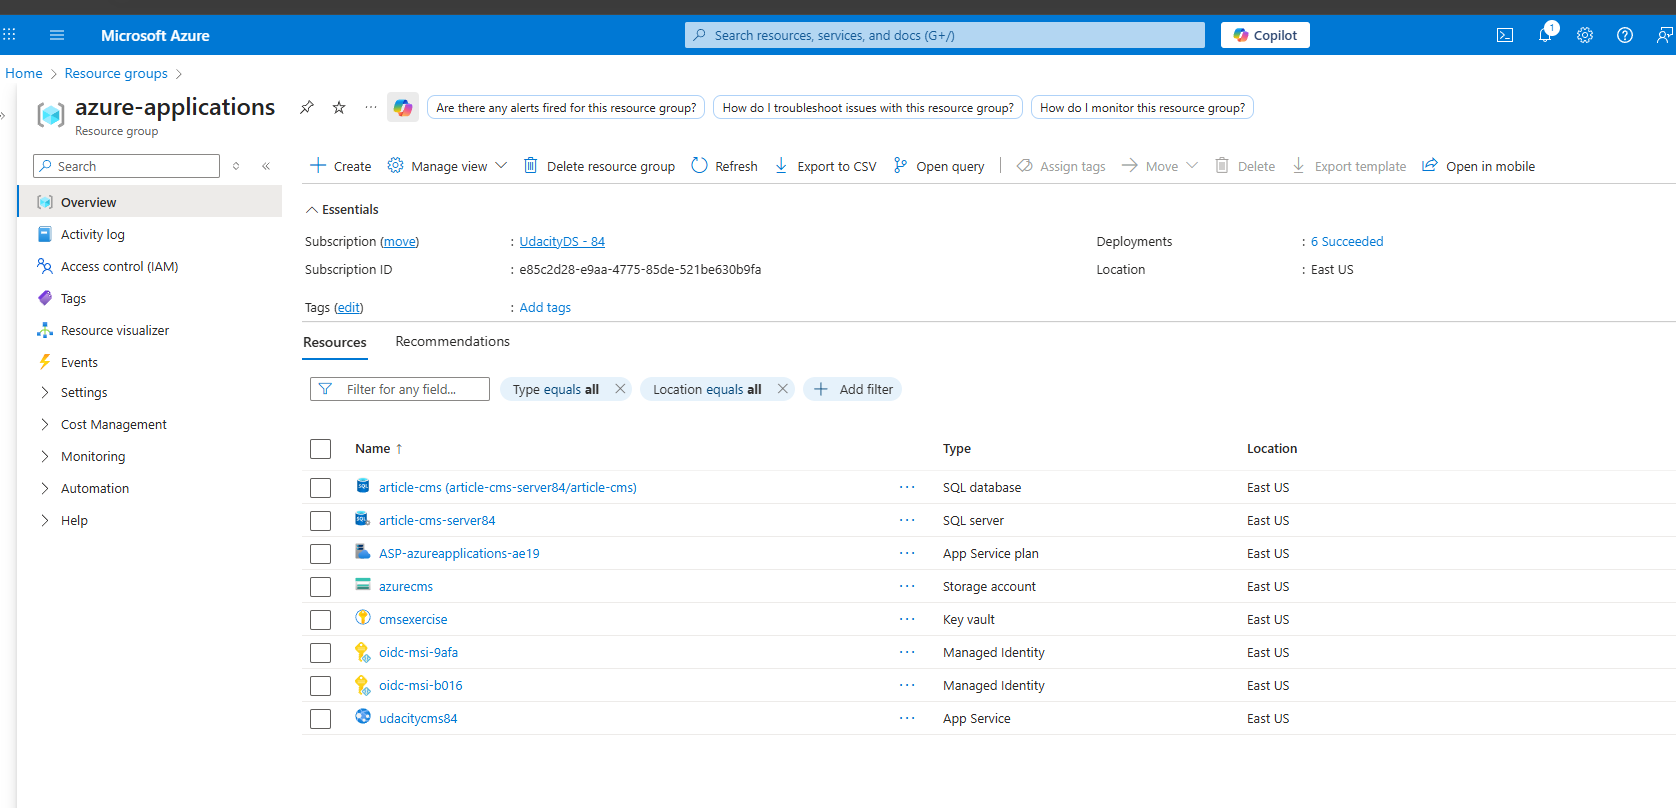 Microsoft Azure
Search resources, services, and docs (G+/)
Copilot
1
Home
Resource groups
azure-applications
Resource group
Are there any alerts fired for this resource group?
How do I troubleshoot issues with this resource group?
How do I monitor this resource group?
Search
Create
Manage view
Delete resource group
Refresh
Export to CSV
Open query
Assign tags
Move
Delete
Export template
Open in mobile
Overview
Activity log
Access control (IAM)
Tags
Resource visualizer
Events
Settings
Cost Management
Monitoring
Automation
Help
Essentials
Subscription (move) : UdacityDS - 84
Subscription ID : e85c2d28-e9aa-4775-85de-521be630b9fa
Tags (edit) : Add tags
Deployments : 6 Succeeded
Location : East US
Resources
Recommendations
Filter for any field...
Type equals all
Location equals all
Add filter
Name ↑ Type Location
article-cms (article-cms-server84/article-cms) ... SQL database East US
article-cms-server84 ... SQL server East US
ASP-azureapplications-ae19 ... App Service plan East US
azurecms ... Storage account East US
cmsexercise ... Key vault East US
oidc-msi-9afa ... Managed Identity East US
oidc-msi-b016 ... Managed Identity East US
udacitycms84 ... App Service East US